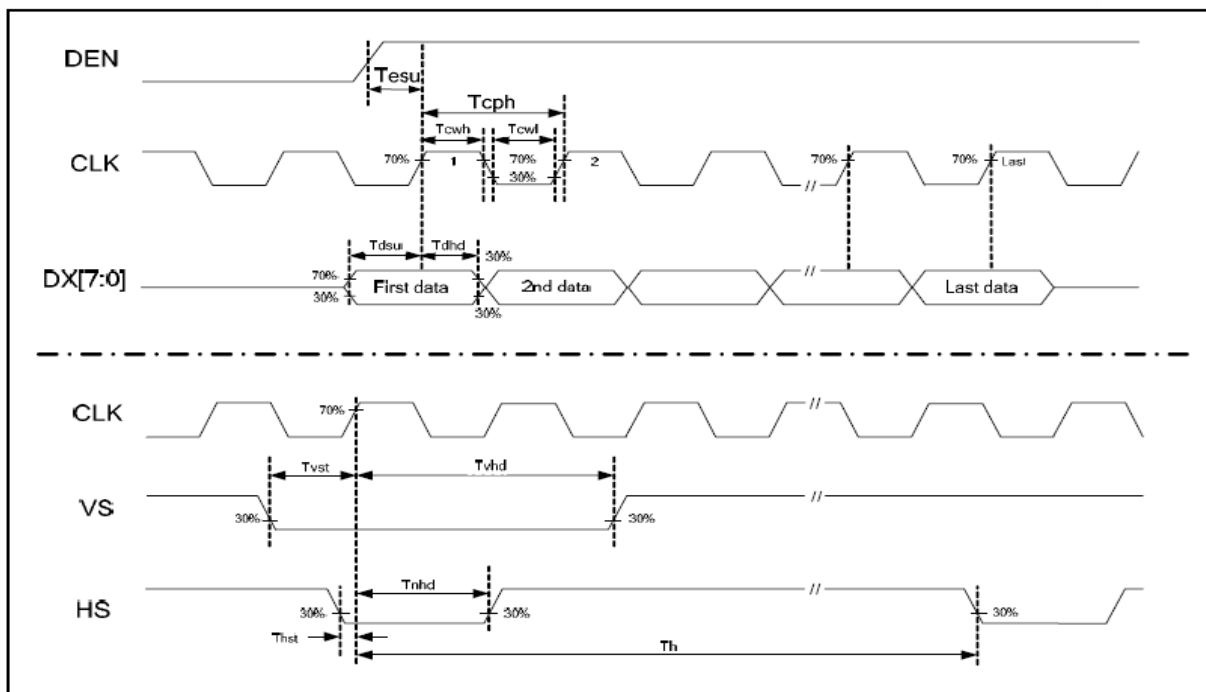 DEN
Tesu
Tcph
Tcwh
Tcwl
CLK
70%
1
70%
30%
2
70%
//
70%
Last
Tdsu
Tdhd
30%
DX[7:0]
70%
30%
First data
30%
2nd data
//
Last data
CLK
70%
//
Tvst
Tvhd
VS
30%
30%
//
HS
Tnhd
30%
30%
//
30%
Thst
Th